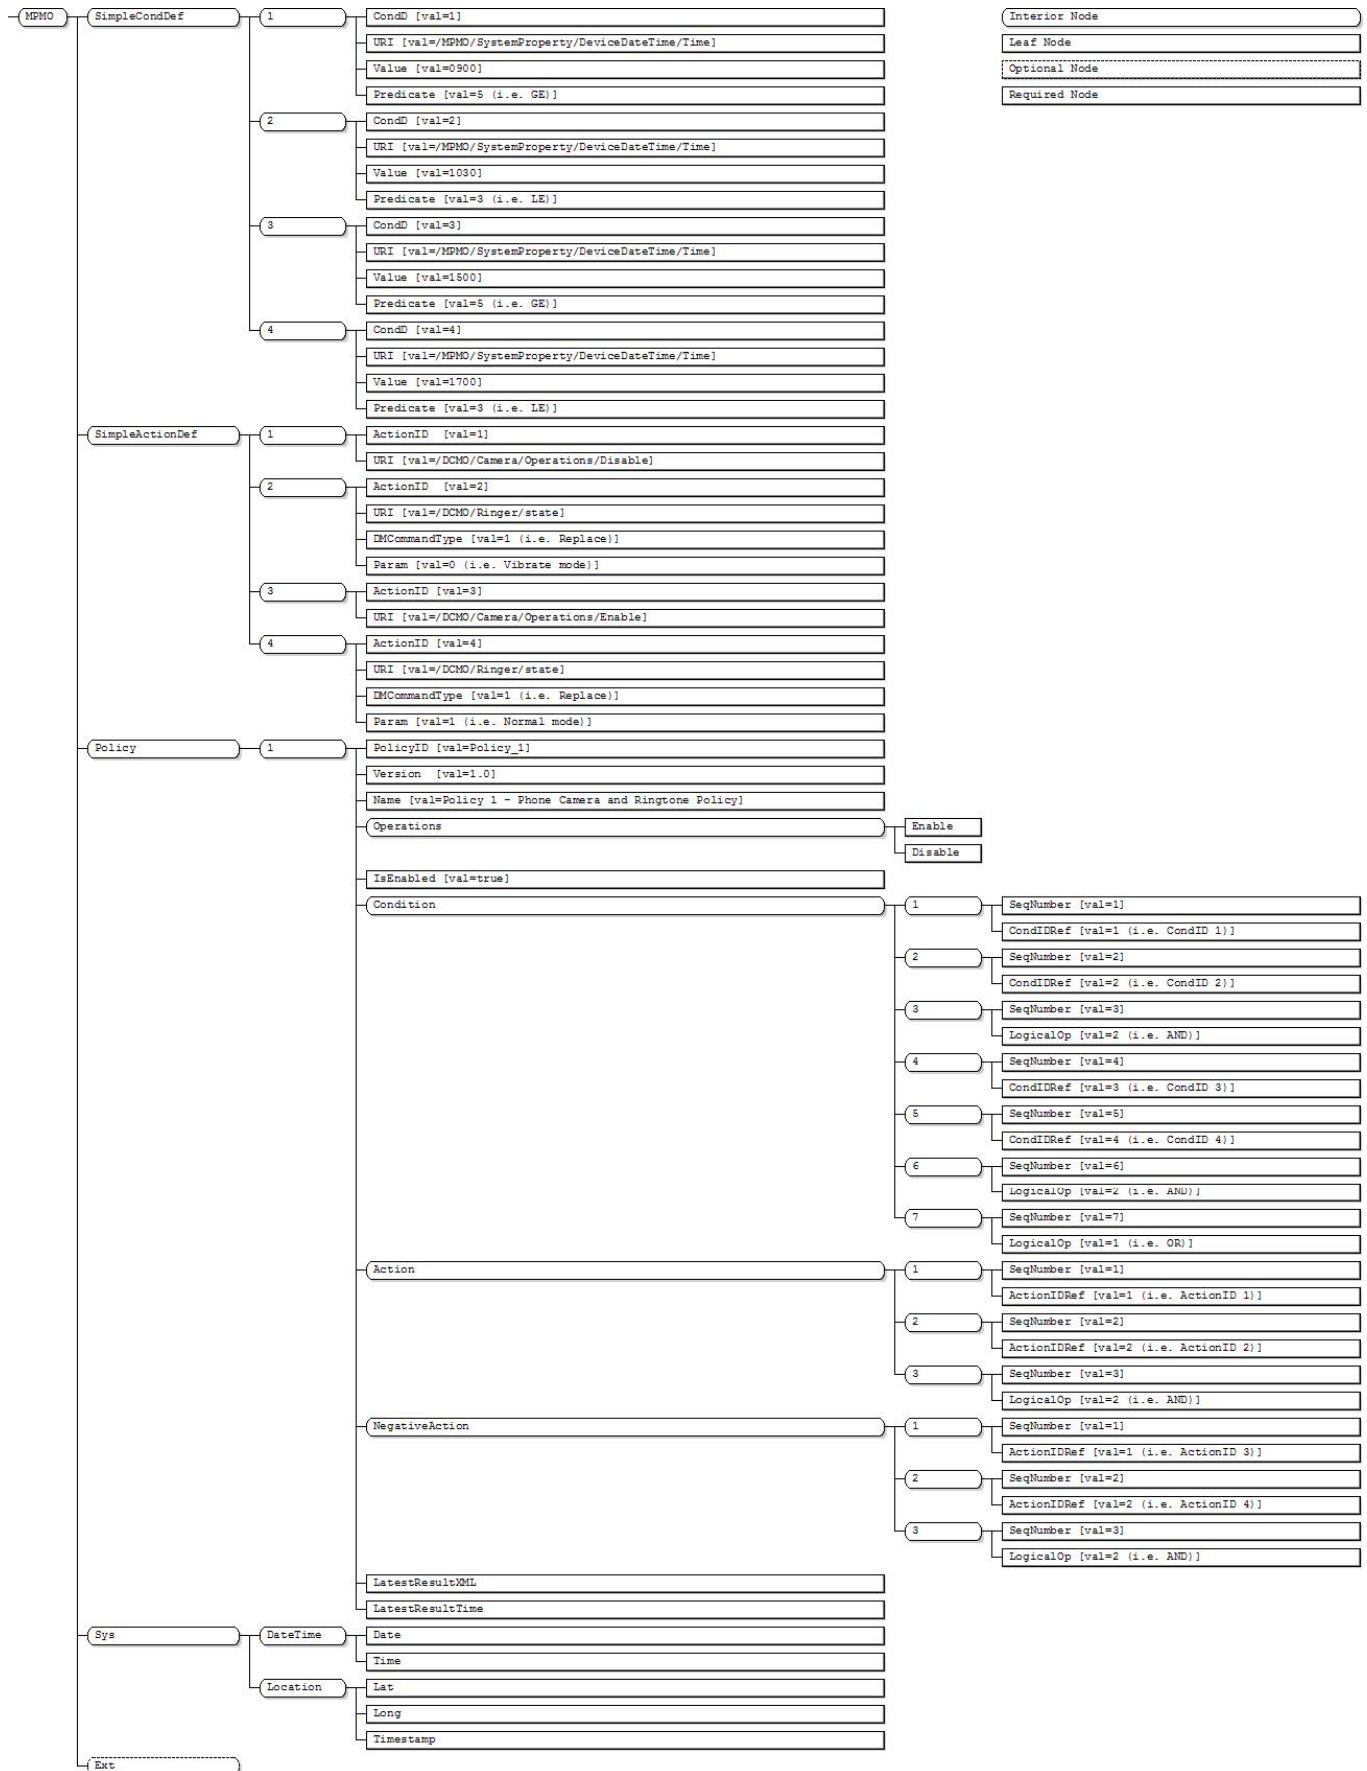 MPMO
SimpleCondDef
1
CondD [val=1]
URI [val=/MPMO/SystemProperty/DeviceDateTime/Time]
Value [val=0900]
Predicate [val=5 (i.e. GE)]
2
CondD [val=2]
URI [val=/MPMO/SystemProperty/DeviceDateTime/Time]
Value [val=1030]
Predicate [val=3 (i.e. LE)]
3
CondD [val=3]
URI [val=/MPMO/SystemProperty/DeviceDateTime/Time]
Value [val=1500]
Predicate [val=5 (i.e. GE)]
4
CondD [val=4]
URI [val=/MPMO/SystemProperty/DeviceDateTime/Time]
Value [val=1700]
Predicate [val=3 (i.e. LE)]
SimpleActionDef
1
ActionID [val=1]
URI [val=/DCMO/Camera/Operations/Disable]
2
ActionID [val=2]
URI [val=/DCMO/Ringer/state]
DMCommandType [val=1 (i.e. Replace)]
Param [val=0 (i.e. Vibrate mode)]
3
ActionID [val=3]
URI [val=/DCMO/Camera/Operations/Enable]
4
ActionID [val=4]
URI [val=/DCMO/Ringer/state]
DMCommandType [val=1 (i.e. Replace)]
Param [val=1 (i.e. Normal mode)]
Policy
1
PolicyID [val=Policy_1]
Version [val=1.0]
Name [val=Policy 1 - Phone Camera and Ringtone Policy]
Operations
Enable
Disable
IsEnabled [val=true]
Condition
1
SeqNumber [val=1]
CondIDRef [val=1 (i.e. CondID 1)]
2
SeqNumber [val=2]
CondIDRef [val=2 (i.e. CondID 2)]
3
SeqNumber [val=3]
LogicalOp [val=2 (i.e. AND)]
4
SeqNumber [val=4]
CondIDRef [val=3 (i.e. CondID 3)]
5
SeqNumber [val=5]
CondIDRef [val=4 (i.e. CondID 4)]
6
SeqNumber [val=6]
LogicalOp [val=2 (i.e. AND)]
7
SeqNumber [val=7]
LogicalOp [val=1 (i.e. OR)]
Action
1
SeqNumber [val=1]
ActionIDRef [val=1 (i.e. ActionID 1)]
2
SeqNumber [val=2]
ActionIDRef [val=2 (i.e. ActionID 2)]
3
SeqNumber [val=3]
LogicalOp [val=2 (i.e. AND)]
NegativeAction
1
SeqNumber [val=1]
ActionIDRef [val=1 (i.e. ActionID 3)]
2
SeqNumber [val=2]
ActionIDRef [val=2 (i.e. ActionID 4)]
3
SeqNumber [val=3]
LogicalOp [val=2 (i.e. AND)]
LatestResultXML
LatestResultTime
Sys
DateTime
Date
Time
Location
Lat
Long
Timestamp
Ext
Interior Node
Leaf Node
Optional Node
Required Node